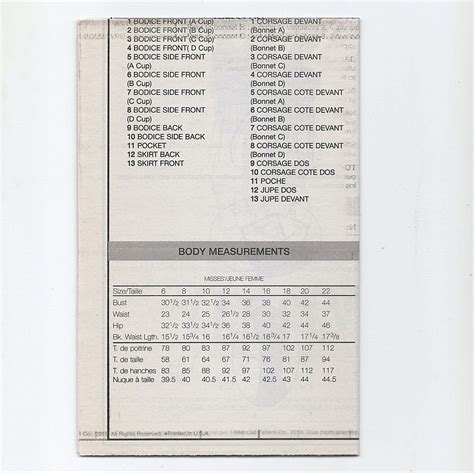 1 BODICE FRONT (A Cup)
2 BODICE FRONT (B Cup)
3 BODICE FRONT (C Cup)
4 BODICE FRONT( D Cup)
5 BODICE SIDE FRONT
(A Cup)
6 BODICE SIDE FRONT
(B Cup)
7 BODICE SIDE FRONT
(C Cup)
8 BODICE SIDE FRONT
(D Cup)
9 BODICE BACK
10 BODICE SIDE BACK
11 POCKET
12 SKIRT BACK
13 SKIRT FRONT
1 CORSAGE DEVANT
(Bonnet A)
2 CORSAGE DEVANT
(Bonnet B)
3 CORSAGE DEVANT
(Bonnet C)
4 CORSAGE DEVANT
(Bonnet D)
5 CORSAGE COTE DEVANT
(Bonnet A)
6 CORSAGE COTE DEVANT
(Bonnet B)
7 CORSAGE COTE DEVANT
(Bonnet C)
8 CORSAGE COTE DEVANT
(Bonnet D)
9 CORSAGE DOS
10 CORSAGE COTE DOS
11 POCHE
12 JUPE DOS
13 JUPE DEVANT
BODY MEASUREMENTS
MISSES'/JEUNE FEMME
Size/Taille 6 8 10 12 14 16 18 20 22
Bust 30½ 31½ 32½ 34 36 38 40 42 44
Waist 23 24 25 26½ 28 30 32 34 37
Hip 32½ 33½ 34½ 36 38 40 42 44 46
Bk. Waist Lgth. 15½ 15¾ 16 16¼ 16½ 16¾ 17 17¼ 17⅜
T. de poitrine 78 80 83 87 92 97 102 107 112
T. de taille 58 61 64 67 71 76 81 87 94
T. de hanches 83 85 88 92 97 102 107 112 117
Nuque à taille 39.5 40 40.5 41.5 42 42.5 43 44 44.5
All Rights Reserved. Printed in U.S.A.